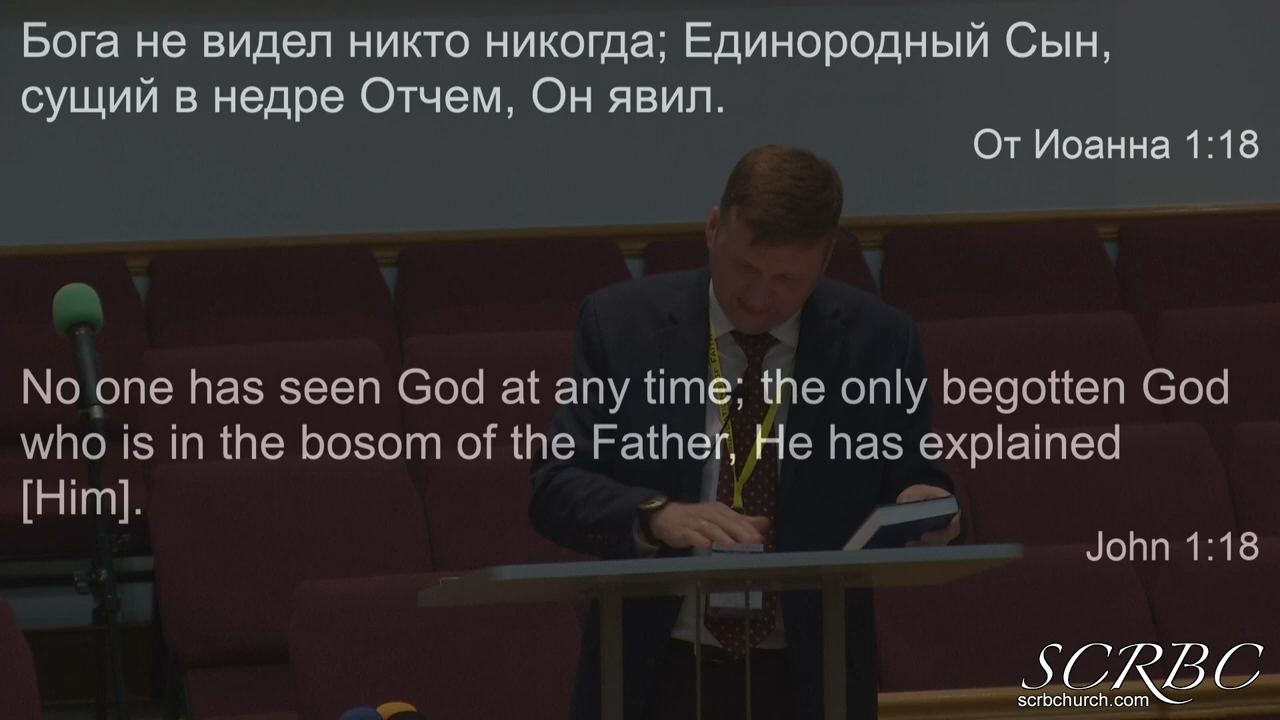 Бога не видел никто никогда; Единородный Сын,
сущий в недре Отчем, Он явил.
От Иоанна 1:18
No one has seen God at any time; the only begotten God
who is in the bosom of the Father, He has explained
[Him].
John 1:18
SCRBC
scrbchurch.com